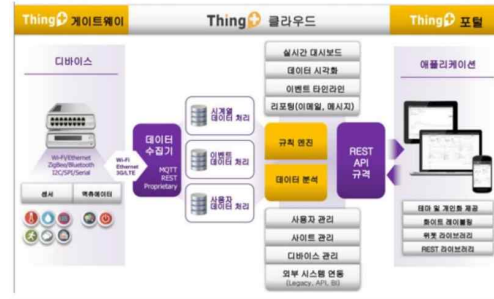 Thing+ 게이트웨이
Thing+ 클라우드
Thing+ 포털
디바이스
Wi-Fi/Ethernet
ZigBee/Bluetooth
I2C/SPI/Serial
센서
액츄에이터
Wi-Fi
Ethernet
3G/LTE
데이터
수집기
MQTT
REST
Proprietary
시계열
데이터 처리
이벤트
데이터 처리
사용자
데이터 처리
실시간 대시보드
데이터 시각화
이벤트 타임라인
리포팅(이메일, 메시지)
규칙 엔진
데이터 분석
사용자 관리
사이트 관리
디바이스 관리
외부 시스템 연동
(Legacy, API, BI)
REST
API
규격
애플리케이션
테마 및 개인화 제공
화이트 레이블링
위젯 라이브러리
REST 라이브러리